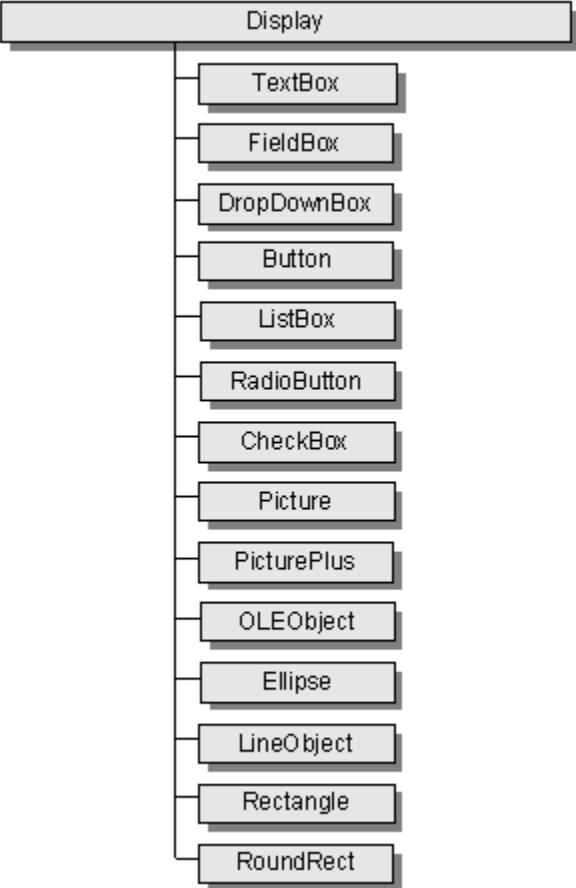 Display
TextBox
FieldBox
DropDownBox
Button
ListBox
RadioButton
CheckBox
Picture
PicturePlus
OLEObject
Ellipse
LineObject
Rectangle
RoundRect